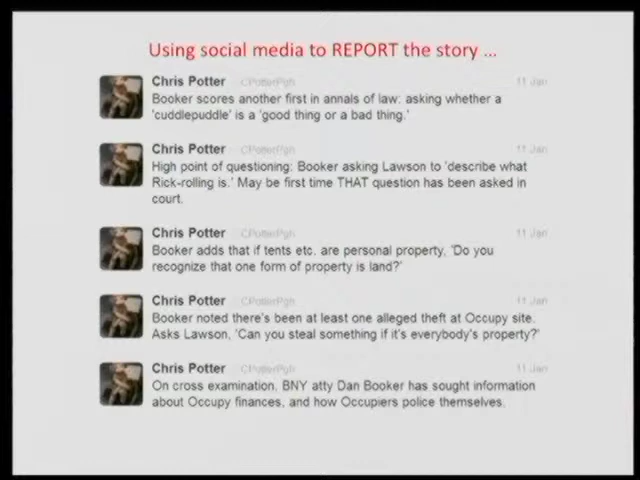 Using social media to REPORT the story ...
Chris Potter CPotterPgh 11 Jan
Booker scores another first in annals of law: asking whether a
'cuddlepuddle' is a 'good thing or a bad thing.'
Chris Potter CPotterPgh 11 Jan
High point of questioning: Booker asking Lawson to 'describe what
Rick-rolling is.' May be first time THAT question has been asked in
court.
Chris Potter CPotterPgh 11 Jan
Booker adds that if tents etc. are personal property, 'Do you
recognize that one form of property is land?'
Chris Potter CPotterPgh 11 Jan
Booker noted there's been at least one alleged theft at Occupy site.
Asks Lawson, 'Can you steal something if it's everybody's property?'
Chris Potter CPotterPgh 11 Jan
On cross examination, BNY atty Dan Booker has sought information
about Occupy finances, and how Occupiers police themselves.